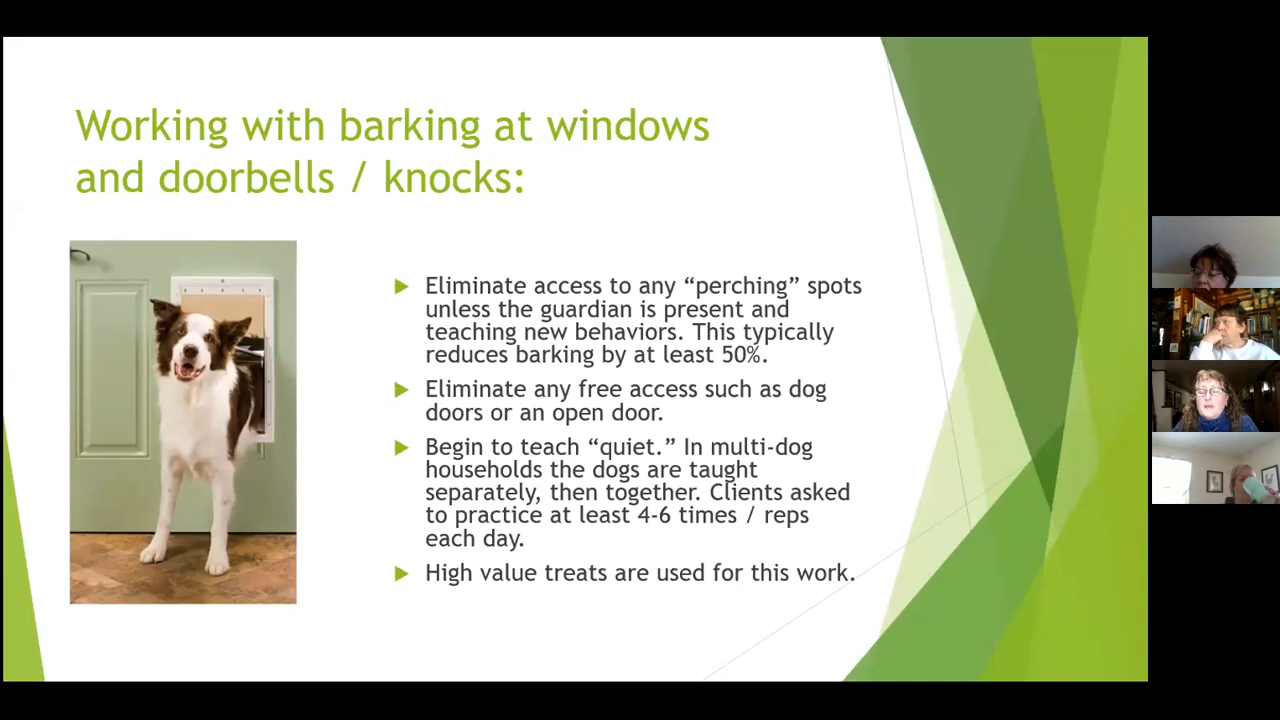 Working with barking at windows
and doorbells / knocks:
Eliminate access to any “perching” spots
unless the guardian is present and
teaching new behaviors. This typically
reduces barking by at least 50%.
Eliminate any free access such as dog
doors or an open door.
Begin to teach “quiet.” In multi-dog
households the dogs are taught
separately, then together. Clients asked
to practice at least 4-6 times / reps
each day.
High value treats are used for this work.